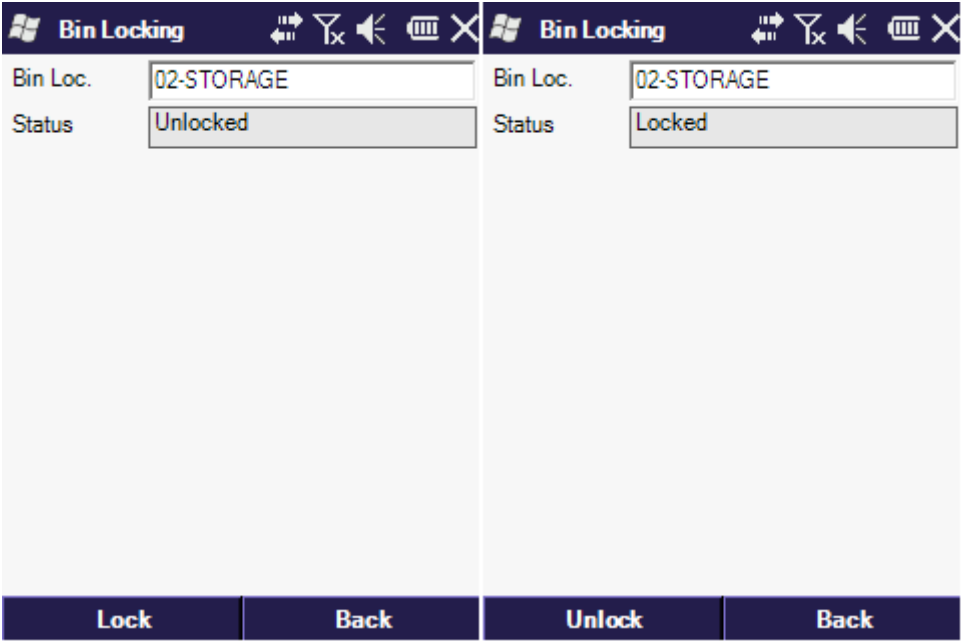 Bin Locking
Bin Loc. 02-STORAGE
Status Unlocked
Lock Back
Bin Locking
Bin Loc. 02-STORAGE
Status Locked
Unlock Back